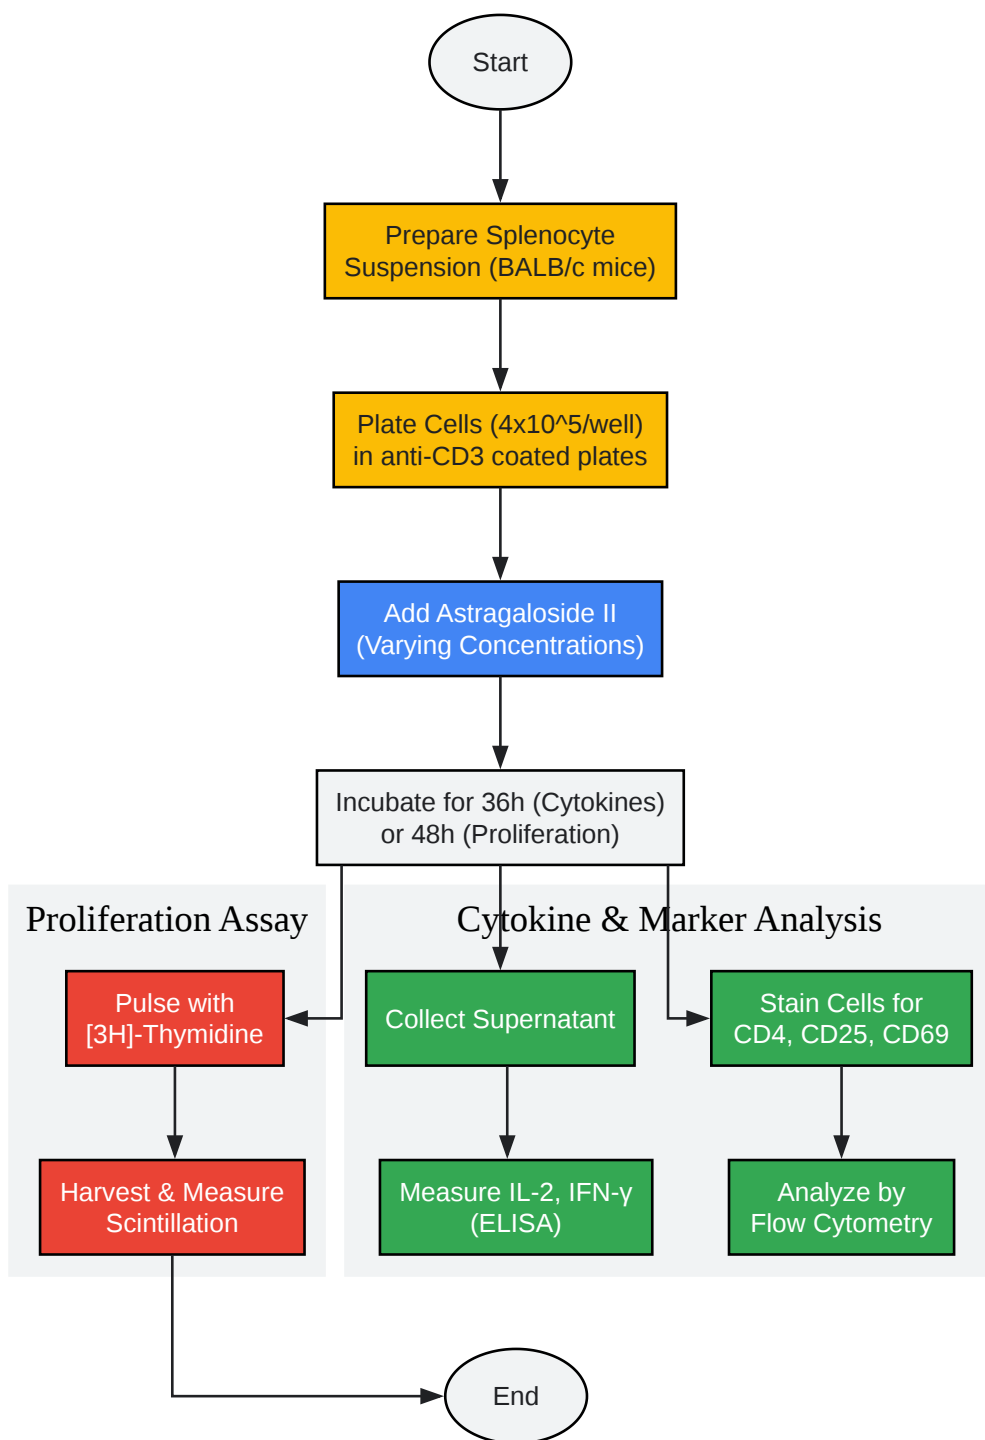 Start
Prepare Splenocyte
Suspension (BALB/c mice)
Plate Cells (4x10^5/well)
in anti-CD3 coated plates
Add Astragaloside II
(Varying Concentrations)
Incubate for 36h (Cytokines)
or 48h (Proliferation)
Proliferation Assay
Cytokine & Marker Analysis
Pulse with
[3H]-Thymidine
Collect Supernatant
Stain Cells for
CD4, CD25, CD69
Harvest & Measure
Scintillation
Measure IL-2, IFN-γ
(ELISA)
Analyze by
Flow Cytometry
End